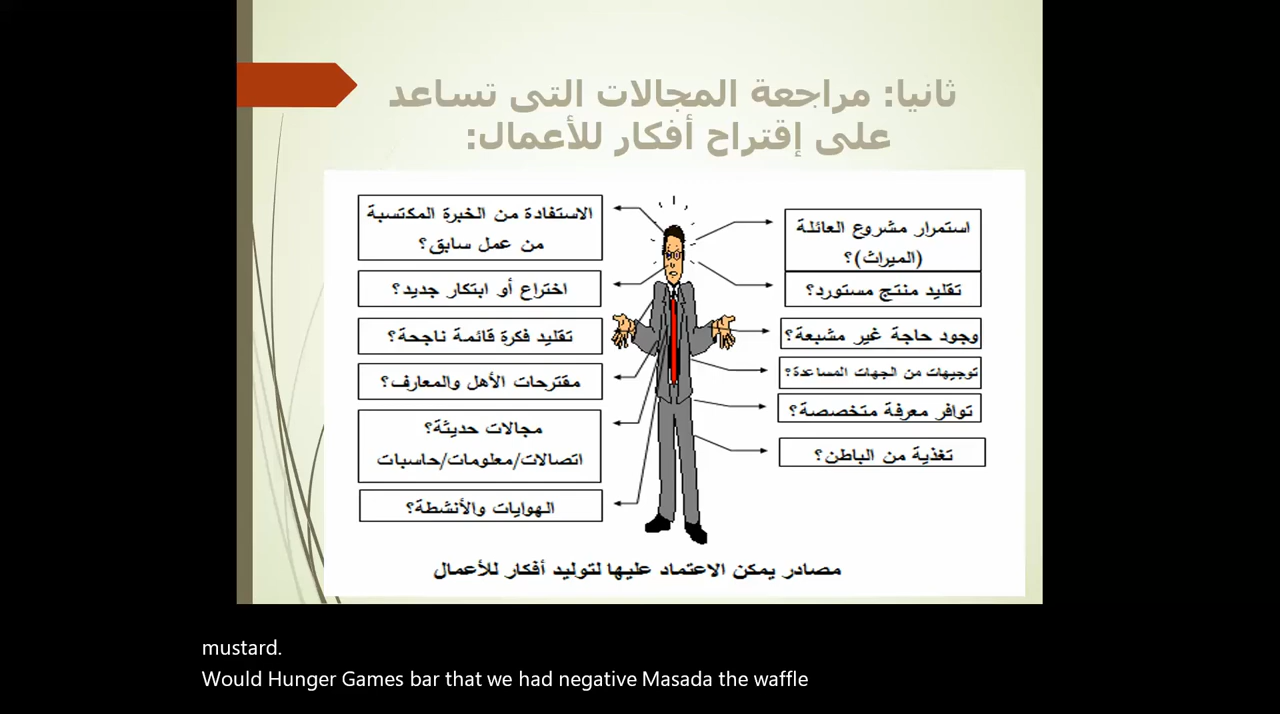 ثانيا: مراجعة المجالات التى تساعد
على إقتراح أفكار للأعمال:
استمرار مشروع العائلة
(الميراث)؟
تقليد منتج مستورد؟
وجود حاجة غير مشبعة؟
توجيهات من الجهات المساعدة؟
توافر معرفة متخصصة؟
تغذية من الباطن؟
الاستفادة من الخبرة المكتسبة
من عمل سابق؟
اختراع أو ابتكار جديد؟
تقليد فكرة قائمة ناجحة؟
مقترحات الأهل والمعارف؟
مجالات حديثة؟
اتصالات/معلومات/حاسبات
الهوايات والأنشطة؟
مصادر يمكن الاعتماد عليها لتوليد أفكار للأعمال
mustard.
Would Hunger Games bar that we had negative Masada the waffle